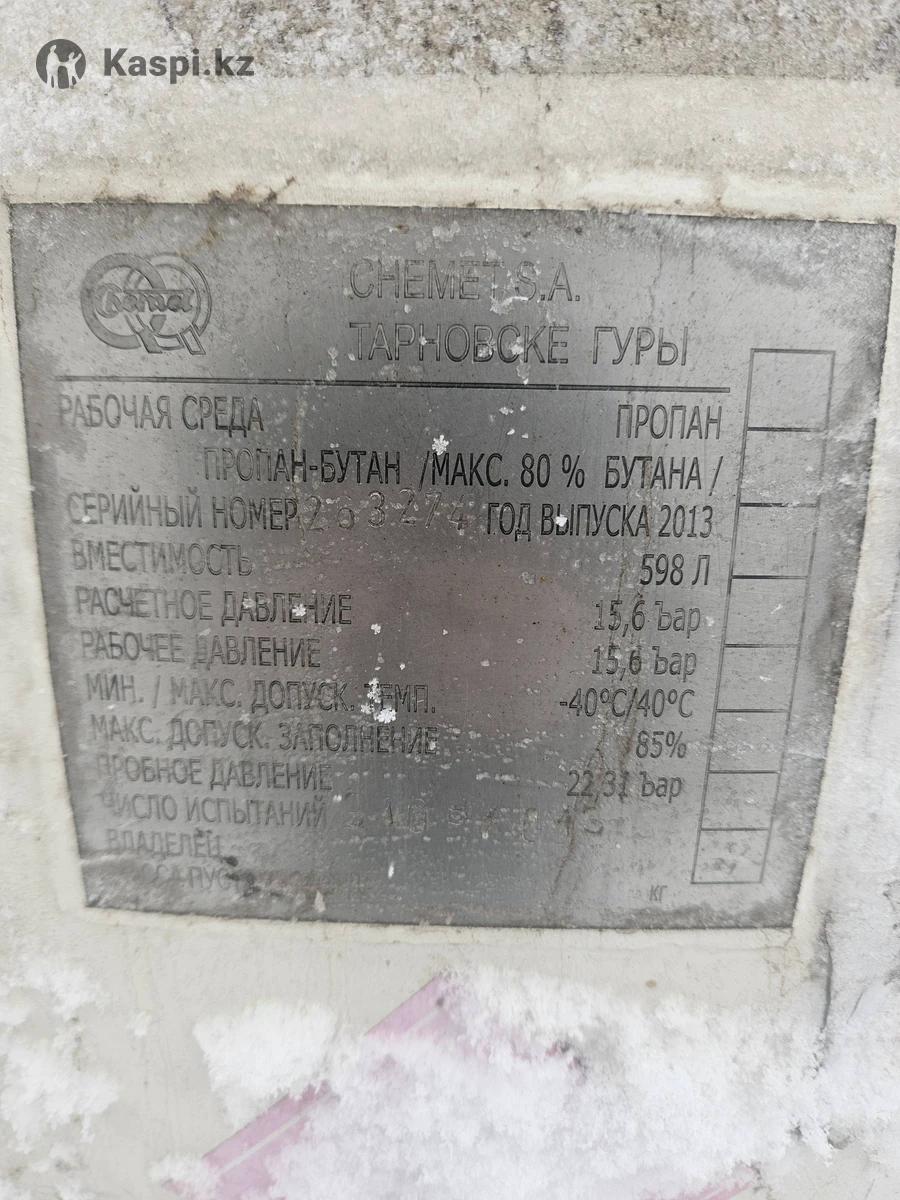 Kaspi.kz
Chemet
CHEMET S.A.
ТАРНОВСКЕ ГУРЫ
РАБОЧАЯ СРЕДА ПРОПАН
ПРОПАН-БУТАН /МАКС. 80 % БУТАНА /
СЕРИЙНЫЙ НОМЕР 263274 ГОД ВЫПУСКА 2013
ВМЕСТИМОСТЬ 598 Л
РАСЧЕТНОЕ ДАВЛЕНИЕ 15,6 Ъар
РАБОЧЕЕ ДАВЛЕНИЕ 15,6 Ъар
МИН. / МАКС. ДОПУСК. ТЕМП. -40°C/40°C
МАКС. ДОПУСК. ЗАПОЛНЕНИЕ 85%
ПРОБНОЕ ДАВЛЕНИЕ 22,31 Ъар
ЧИСЛО ИСПЫТАНИЙ
ВЛАДЕЛЕЦ
кг